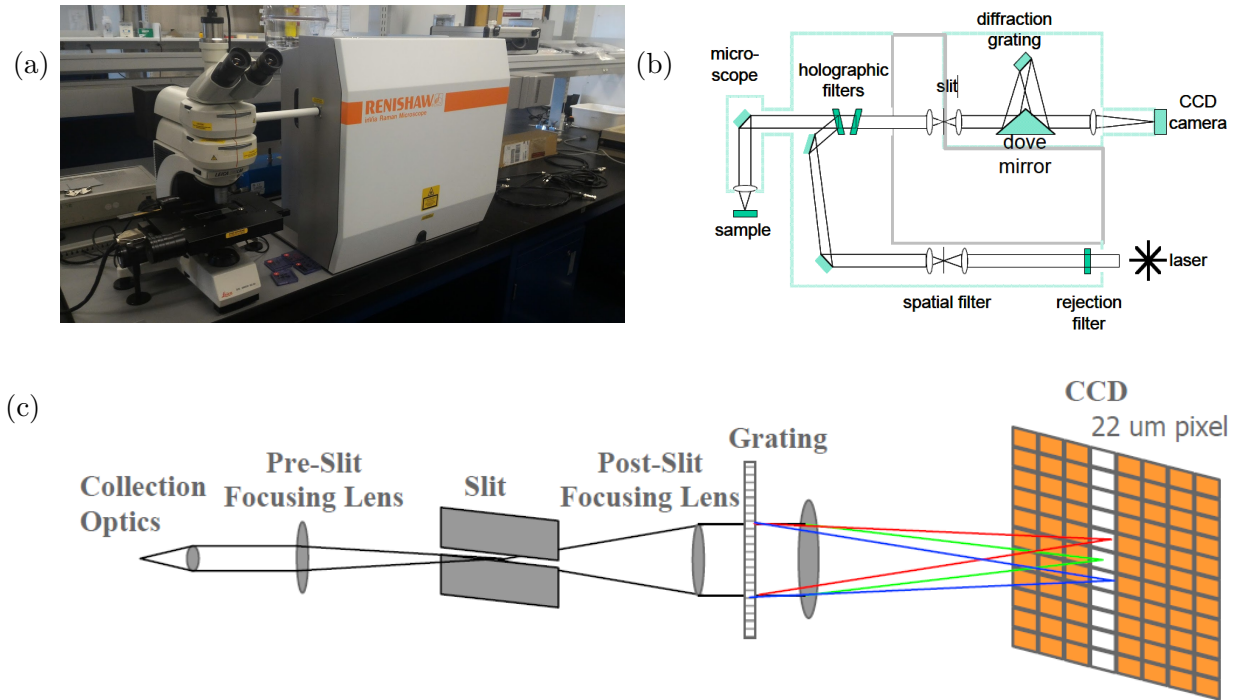 (a)
RENISHAW
inVia Raman Microscope
Leica
(b)
micro-
scope
holographic
filters
slit
diffraction
grating
CCD
camera
dove
mirror
sample
laser
spatial filter
rejection
filter
(c)
Collection
Optics
Pre-Slit
Focusing Lens
Slit
Post-Slit
Focusing Lens
Grating
CCD
22 um pixel